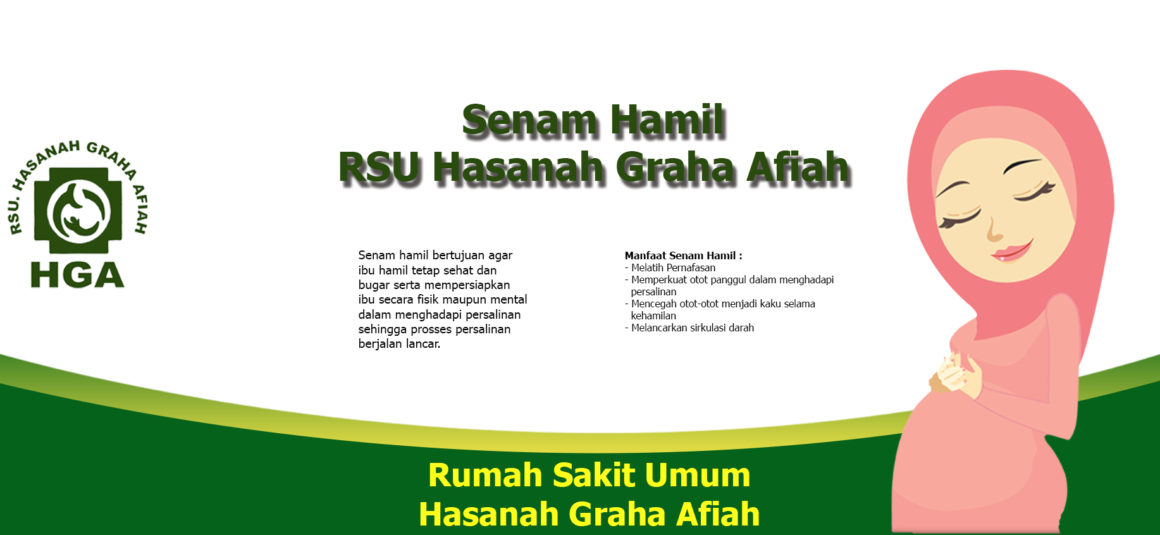 Senam Hamil
RSU Hasanah Graha Afiah
RSU. HASANAH GRAHA AFIAH
HGA
Senam hamil bertujuan agar
ibu hamil tetap sehat dan
bugar serta mempersiapkan
ibu secara fisik maupun mental
dalam menghadapi persalinan
sehingga prosses persalinan
berjalan lancar.
Manfaat Senam Hamil :
- Melatih Pernafasan
- Memperkuat otot panggul dalam menghadapi
persalinan
- Mencegah otot-otot menjadi kaku selama
kehamilan
- Melancarkan sirkulasi darah
Rumah Sakit Umum
Hasanah Graha Afiah